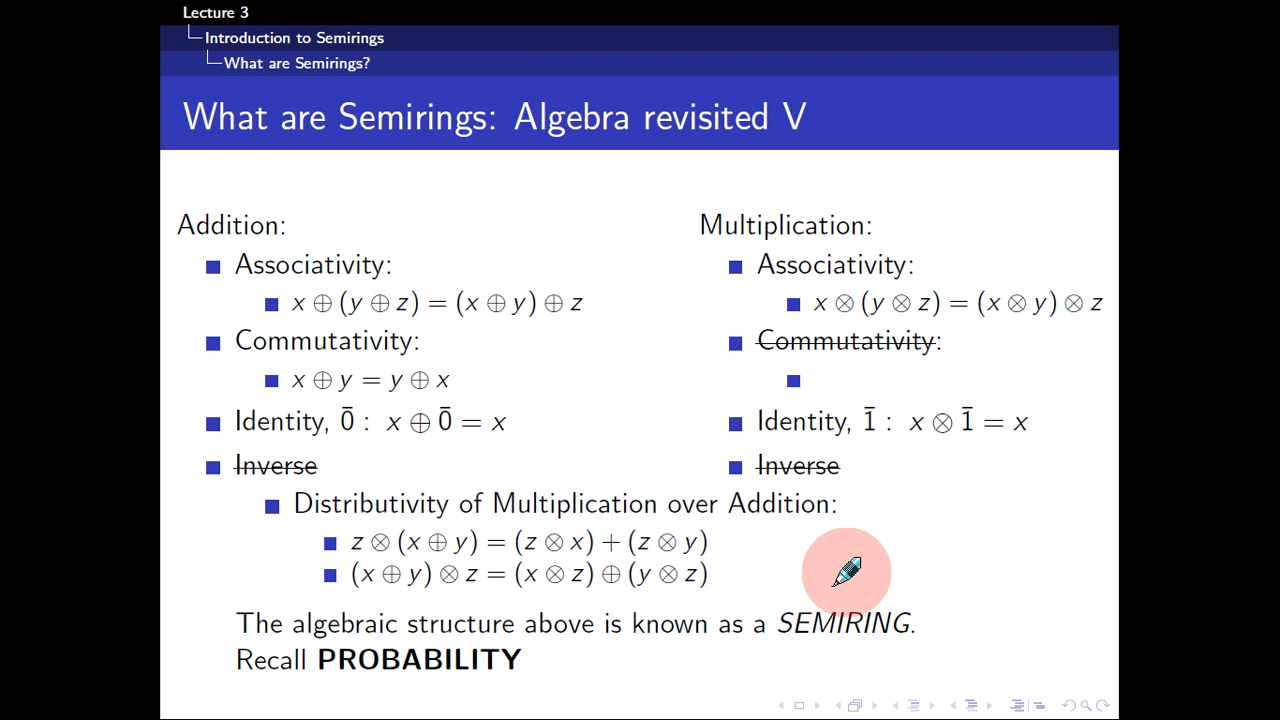 Lecture 3
Introduction to Semirings
What are Semirings?
What are Semirings: Algebra revisited V
Addition:
Associativity:
x ⊕ (y ⊕ z) = (x ⊕ y) ⊕ z
Commutativity:
x ⊕ y = y ⊕ x
Identity, 0̄ : x ⊕ 0̄ = x
Inverse
Multiplication:
Associativity:
x ⊗ (y ⊗ z) = (x ⊗ y) ⊗ z
Commutativity:
Identity, 1̄ : x ⊗ 1̄ = x
Inverse
Distributivity of Multiplication over Addition:
z ⊗ (x ⊕ y) = (z ⊗ x) + (z ⊗ y)
(x ⊕ y) ⊗ z = (x ⊗ z) ⊕ (y ⊗ z)
The algebraic structure above is known as a SEMIRING.
Recall PROBABILITY